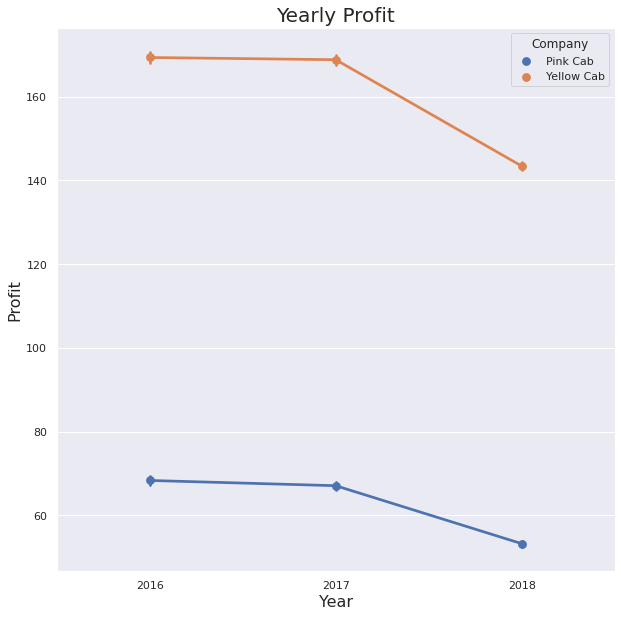 Yearly Profit
Company
Pink Cab
Yellow Cab
160
140
120
100
80
60
Profit
2016
2017
2018
Year